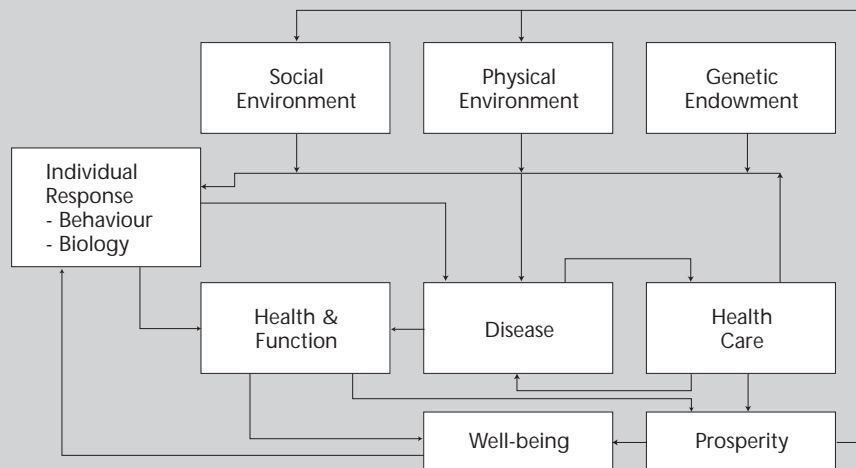 Social
Environment
Physical
Environment
Genetic
Endowment
Individual
Response
- Behaviour
- Biology
Health &
Function
Disease
Health
Care
Well-being
Prosperity